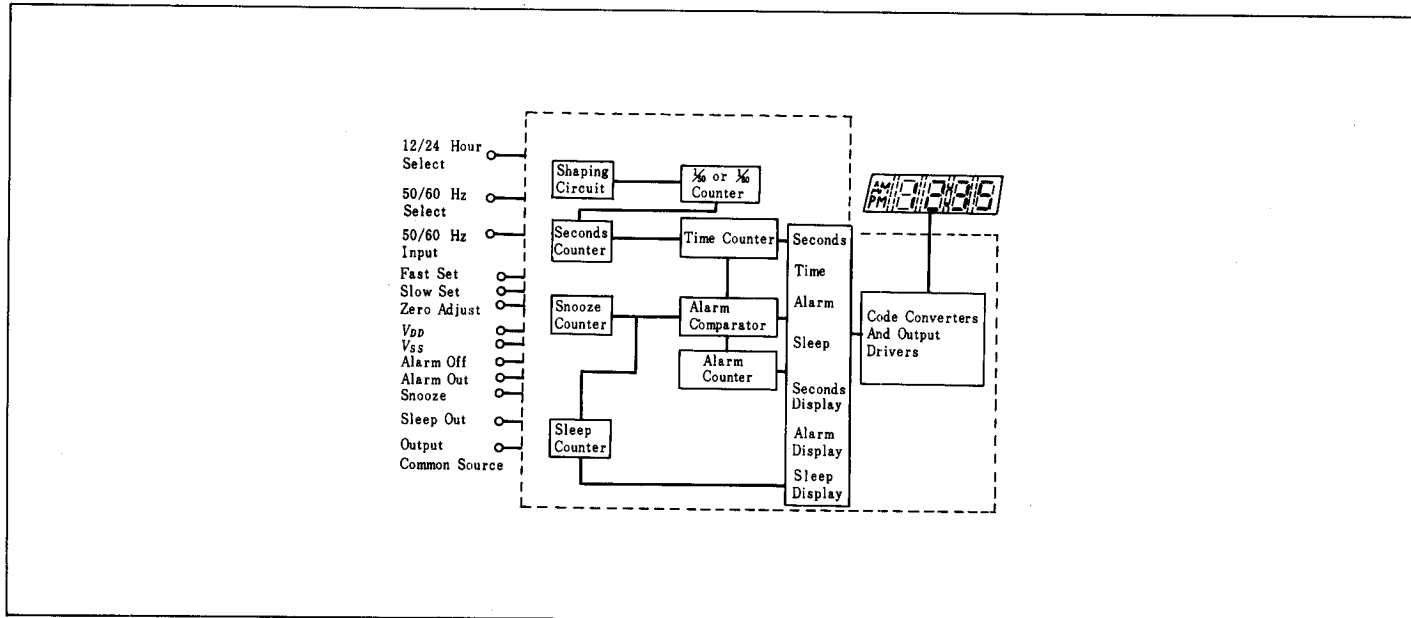 12/24 Hour
Select
50/60 Hz
Select
50/60 Hz
Input
Fast Set
Slow Set
Zero Adjust
VDD
VSS
Alarm Off
Alarm Out
Snooze
Sleep Out
Output
Common Source
Shaping
Circuit
1/50 or 1/60
Counter
Seconds
Counter
Time Counter
Snooze
Counter
Alarm
Comparator
Alarm
Counter
Sleep
Counter
Seconds
Time
Alarm
Sleep
Seconds
Display
Alarm
Display
Sleep
Display
Code Converters
And Output
Drivers
AM
PM